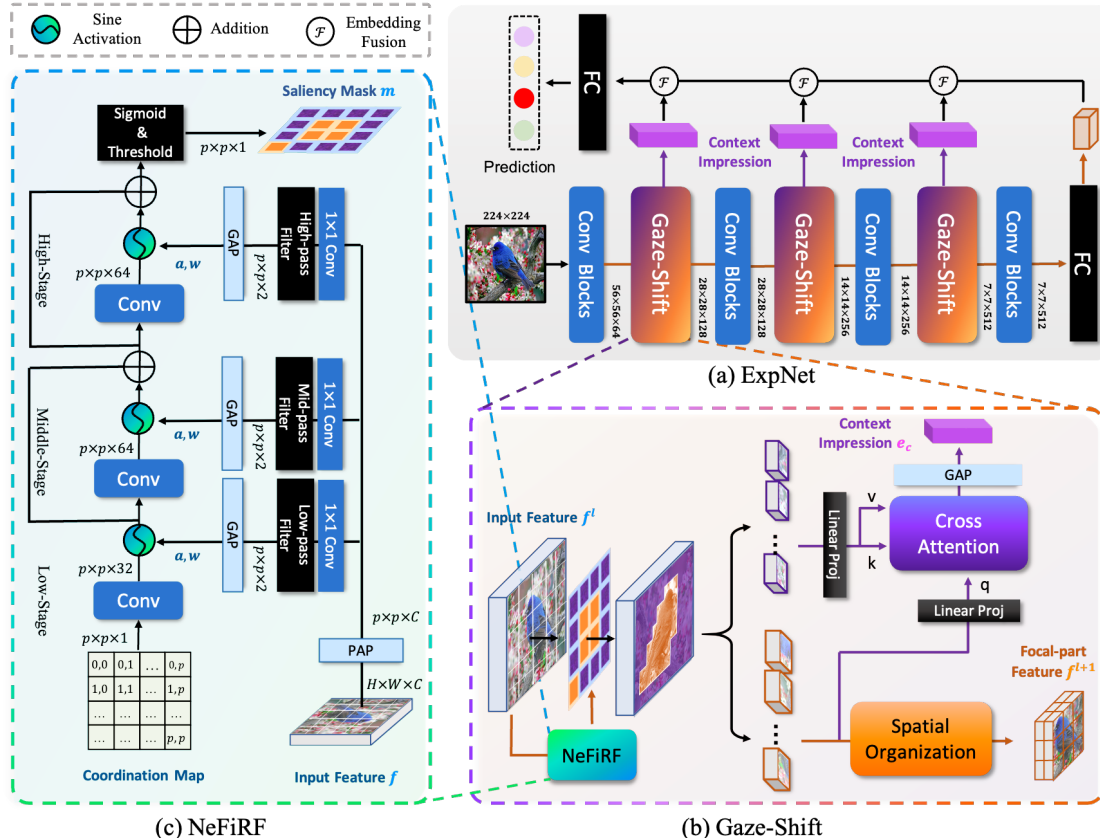 Sine
Activation
Addition
F
Embedding
Fusion
Saliency Mask m
Sigmoid
&
Threshold
p×p×1
High-Stage
a,w
GAP
p×p×2
High-pass
Filter
1×1 Conv
p×p×64
Conv
Middle-Stage
a,w
GAP
p×p×2
Mid-pass
Filter
1×1 Conv
p×p×64
Conv
Low-Stage
a,w
GAP
p×p×2
Low-pass
Filter
1×1 Conv
p×p×32
Conv
p×p×1
p×p×C
PAP
H×W×C
0,0 0,1 ... 0,p
1,0 1,1 ... 1,p
... ... ... ...
... p,p
Coordination Map
Input Feature f
(c) NeFiRF
Prediction
FC
F
F
F
Context
Impression
Context
Impression
224×224
Conv Blocks
56×56×64
Gaze-Shift
28×28×128
Conv Blocks
28×28×128
Gaze-Shift
14×14×256
Conv Blocks
14×14×256
Gaze-Shift
7×7×512
Conv Blocks
7×7×512
FC
(a) ExpNet
Context
Impression e_c
GAP
Input Feature f^l
Linear Proj
v
k
Cross
Attention
q
Linear Proj
Focal-part
Feature f^{l+1}
NeFiRF
Spatial
Organization
(b) Gaze-Shift